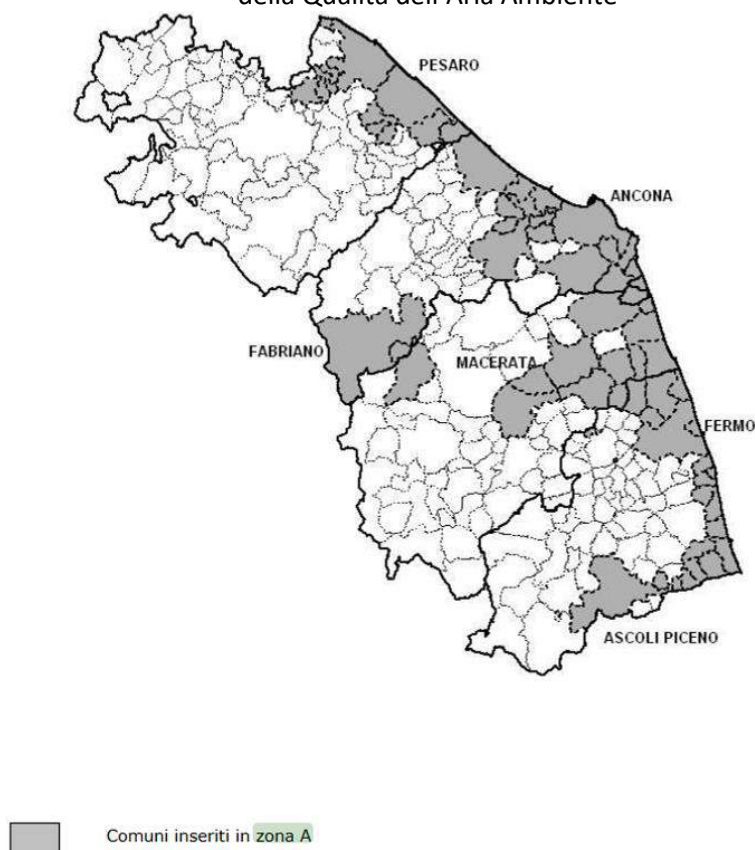 della Qualità dell'Aria Ambiente
PESARO
ANCONA
FABRIANO
MACERATA
FERMO
ASCOLI PICENO
Comuni inseriti in zona A